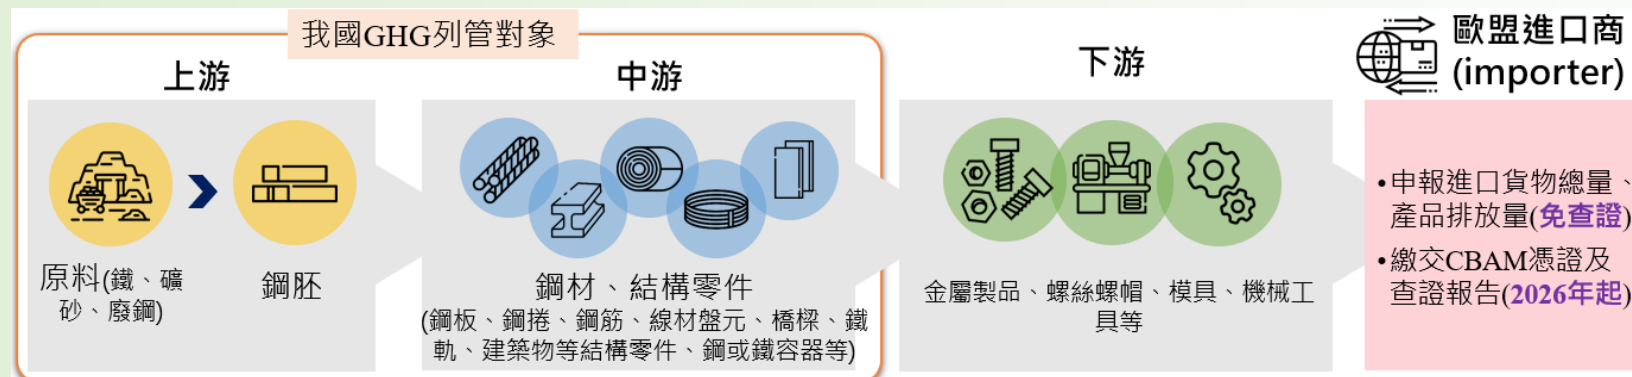 我國GHG列管對象
上游
原料(鐵、礦
砂、廢鋼)
鋼胚
中游
鋼材、結構零件
(鋼板、鋼捲、鋼筋、線材盤元、橋樑、鐵
軌、建築物等結構零件、鋼或鐵容器等)
下游
金屬製品、螺絲螺帽、模具、機械工
具等
歐盟進口商
(importer)
•申報進口貨物總量、
產品排放量(免查證)
•繳交CBAM憑證及
查證報告(2026年起)